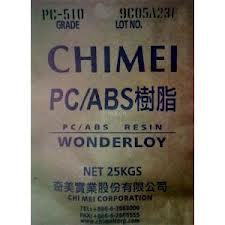 PC-510
GRADE LOT NO.
CHIMEI
PC/ABS樹脂
PC/ABS RESIN
WONDERLOY
NET 25KGS
奇美實業股份有限公司
CHI MEI CORPORATION